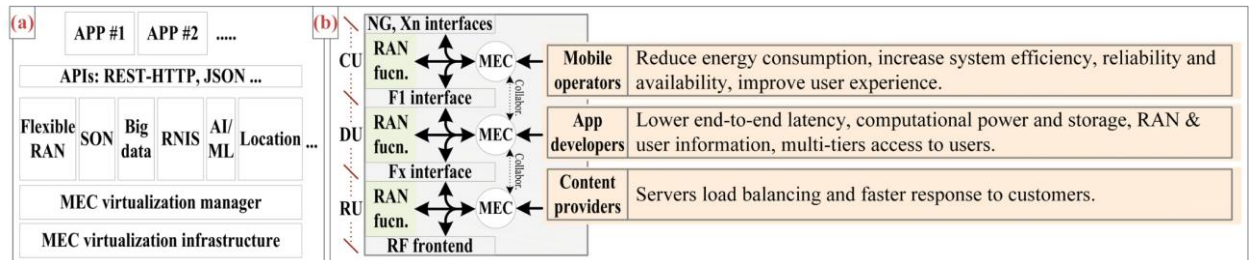 (a)
APP #1
APP #2
.....
APIs: REST-HTTP, JSON ...
Flexible
RAN
SON
Big
data
RNIS
AI/
ML
Location
...
MEC virtualization manager
MEC virtualization infrastructure
(b)
NG, Xn interfaces
CU
RAN
fucn.
MEC
Mobile
operators
Reduce energy consumption, increase system efficiency, reliability and
availability, improve user experience.
F1 interface
Collabor.
DU
RAN
fucn.
MEC
App
developers
Lower end-to-end latency, computational power and storage, RAN &
user information, multi-tiers access to users.
Fx interface
Collabor.
RU
RAN
fucn.
MEC
Content
providers
Servers load balancing and faster response to customers.
RF frontend